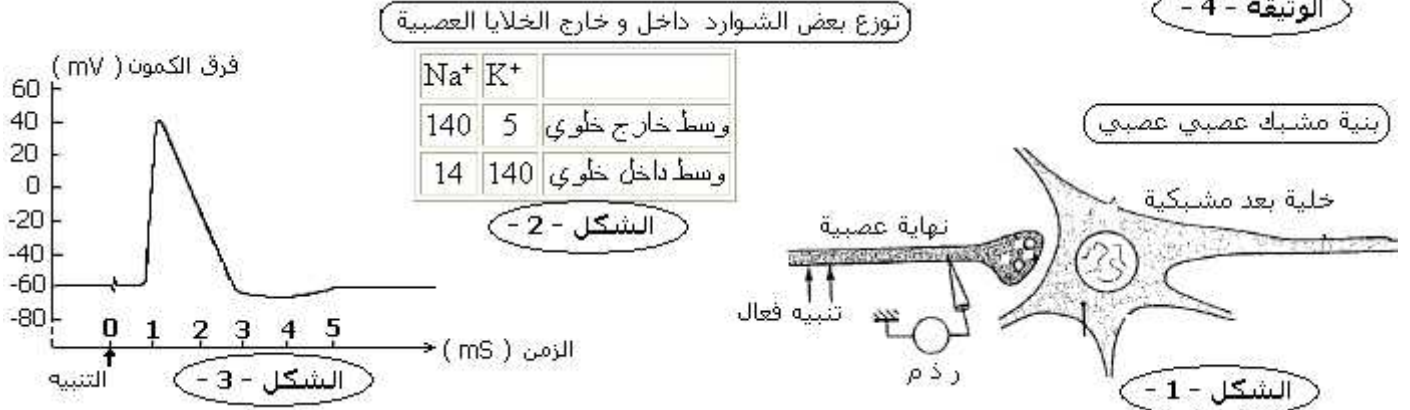 الوثيقة - 4 -
توزع بعض الشوارد داخل و خارج الخلايا العصبية
Na⁺ K⁺
وسط خارج خلوي 5 140
وسط داخل خلوي 140 14
الشكل - 2 -
فرق الكمون ( mV )
60
40
20
0
-20
-40
-60
-80
0 1 2 3 4 5
الزمن ( mS )
التنبيه
الشكل - 3 -
بنية مشبك عصبي عصبي
خلية بعد مشبكية
نهاية عصبية
تنبيه فعال
ر ذ م
الشكل - 1 -